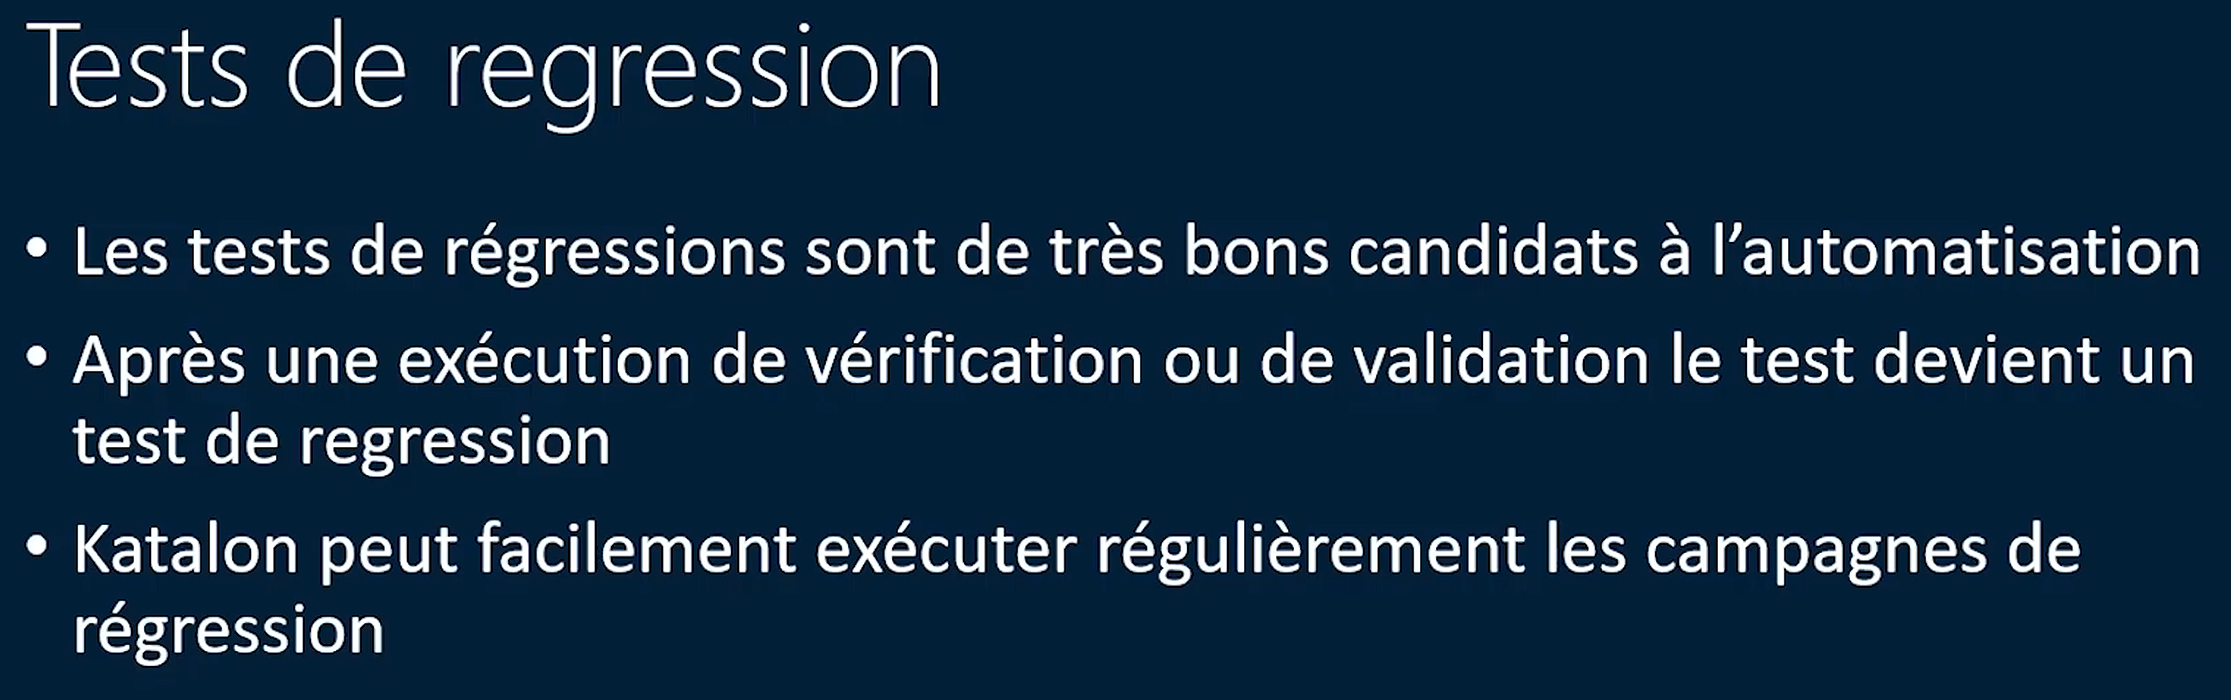 Tests de regression
• Les tests de régressions sont de très bons candidats à l’automatisation
• Après une exécution de vérification ou de validation le test devient un
test de regression
• Katalon peut facilement exécuter régulièrement les campagnes de
régression